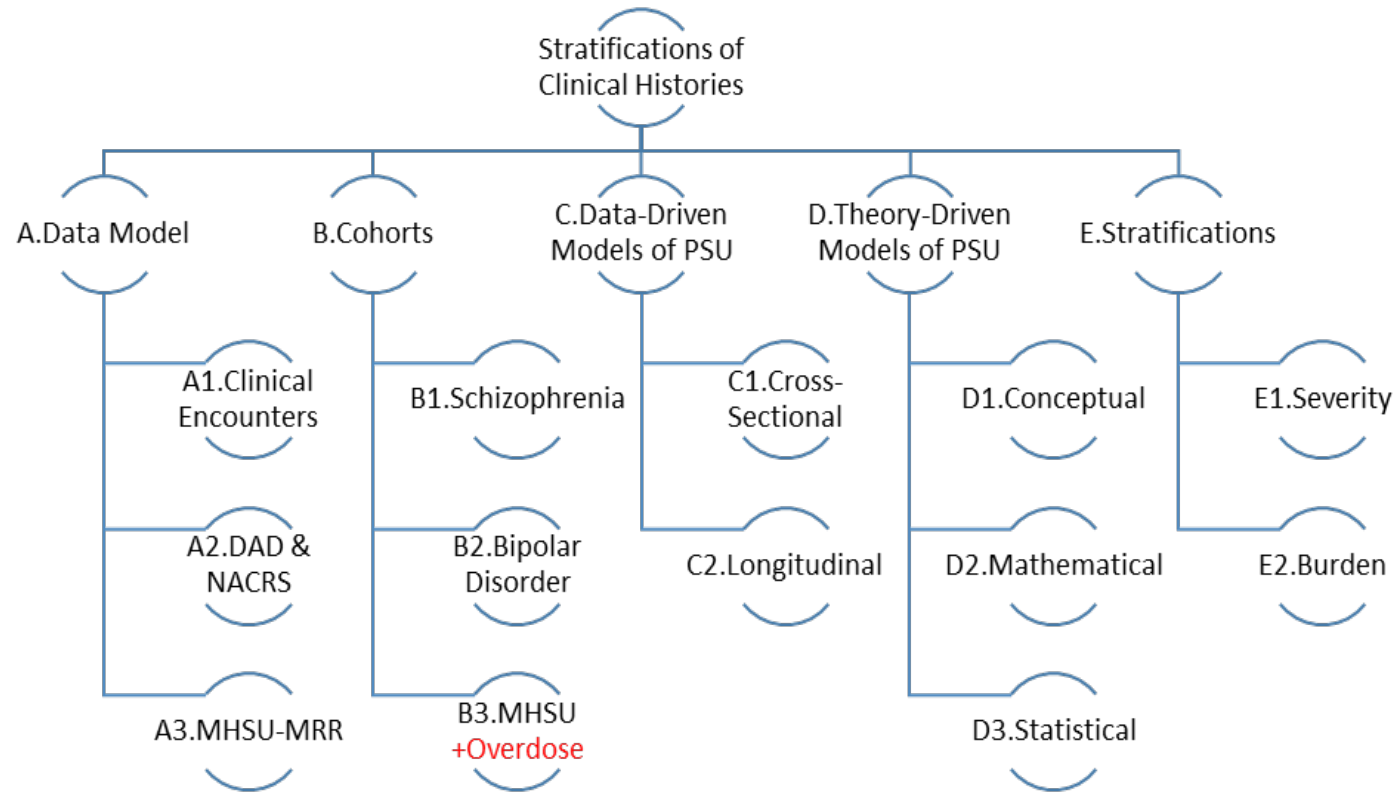 Stratifications of
Clinical Histories
A.Data Model
B.Cohorts
C.Data-Driven
Models of PSU
D.Theory-Driven
Models of PSU
E.Stratifications
A1.Clinical
Encounters
B1.Schizophrenia
C1.Cross-
Sectional
D1.Conceptual
E1.Severity
A2.DAD &
NACRS
B2.Bipolar
Disorder
C2.Longitudinal
D2.Mathematical
E2.Burden
A3.MHSU-MRR
B3.MHSU
+Overdose
D3.Statistical